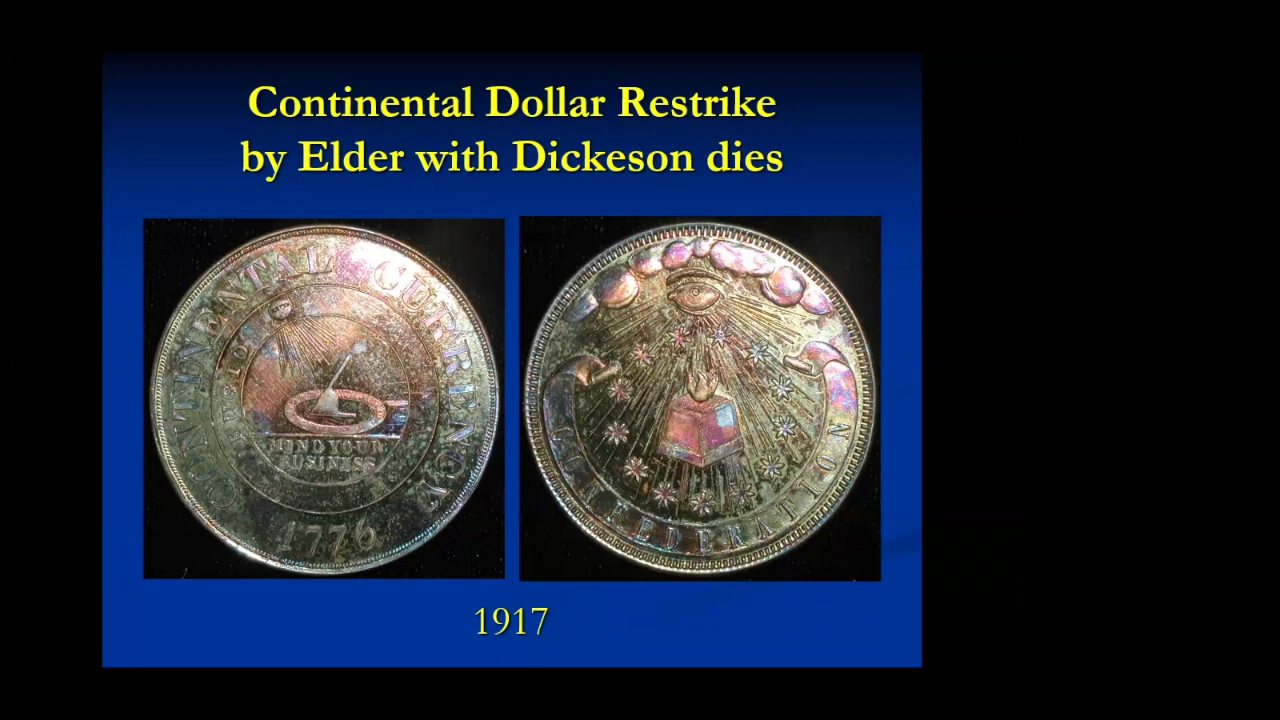 Continental Dollar Restrike
by Elder with Dickeson dies
CONTINENTAL CURRENCY
MIND YOUR
BUSINESS
1776
CONFEDERATION
1917